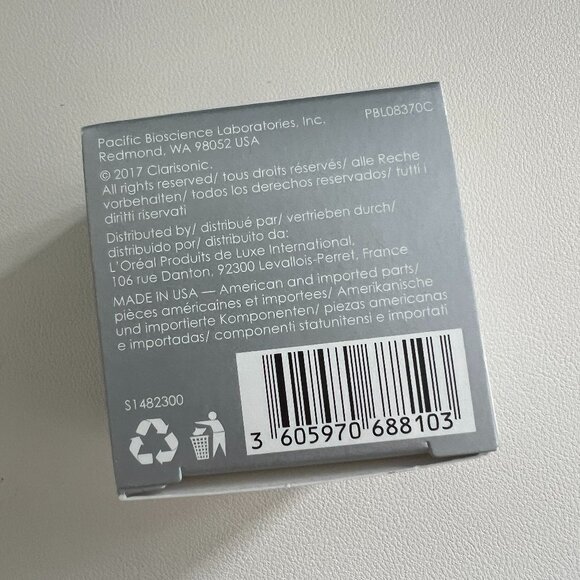 PBL08370C
Pacific Bioscience Laboratories, Inc.
Redmond, WA 98052 USA
© 2017 Clarisonic.
All rights reserved/ tous droits réservés/ alle Reche
vorbehalten/ todos los derechos reservados/ tutti i
diritti riservati
Distributed by/ distribué par/ vertrieben durch/
distribuido por/ distribuito da:
L'Oréal Produits de Luxe International,
106 rue Danton, 92300 Levallois-Perret, France
MADE IN USA — American and imported parts/
pièces américaines et importees/ Amerikanische
und importierte Komponenten/ piezas americanas
e importadas/ componenti statunitensi e importati
S1482300
3 605970 688103